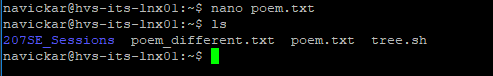 navickar@hvs-its-lnx01:~$ nano poem.txt
navickar@hvs-its-lnx01:~$ ls
207SE_Sessions  poem_different.txt  poem.txt  tree.sh
navickar@hvs-its-lnx01:~$